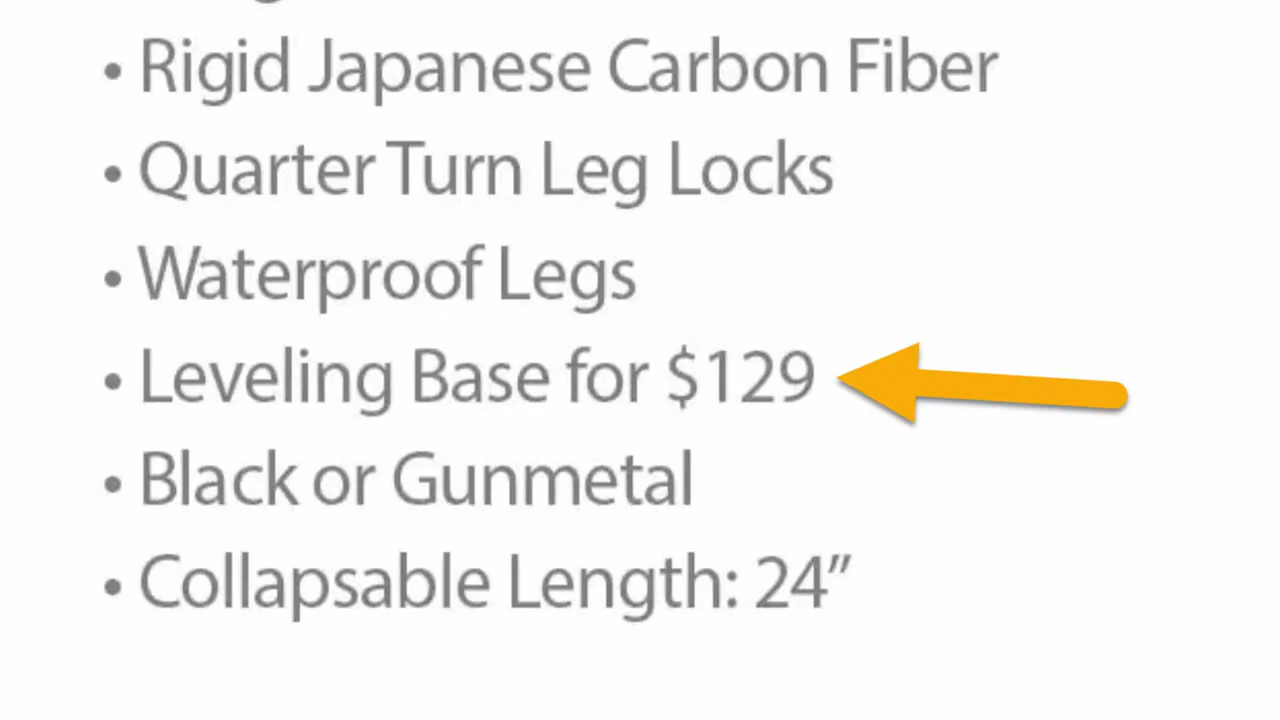 • Rigid Japanese Carbon Fiber
• Quarter Turn Leg Locks
• Waterproof Legs
• Leveling Base for $129
• Black or Gunmetal
• Collapsable Length: 24”